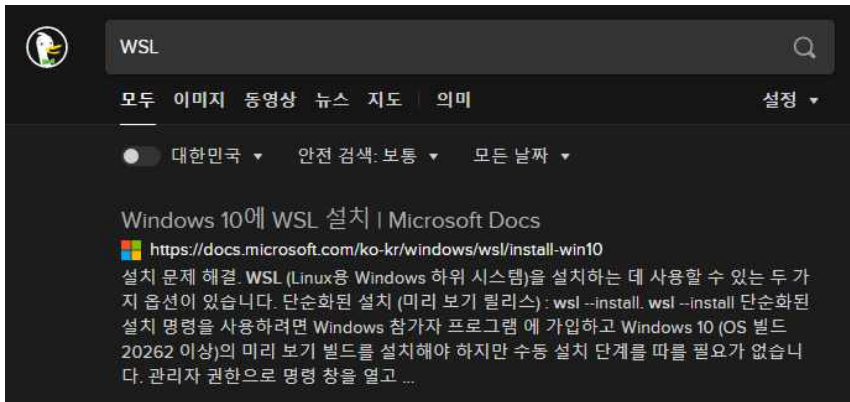 WSL
모두 이미지 동영상 뉴스 지도 의미 설정
대한민국 안전 검색: 보통 모든 날짜
Windows 10에 WSL 설치 | Microsoft Docs
https://docs.microsoft.com/ko-kr/windows/wsl/install-win10
설치 문제 해결. WSL (Linux용 Windows 하위 시스템)을 설치하는 데 사용할 수 있는 두 가
지 옵션이 있습니다. 단순화된 설치 (미리 보기 릴리스) : wsl --install. wsl --install 단순화된
설치 명령을 사용하려면 Windows 참가자 프로그램 에 가입하고 Windows 10 (OS 빌드
20262 이상)의 미리 보기 빌드를 설치해야 하지만 수동 설치 단계를 따를 필요가 없습니
다. 관리자 권한으로 명령 창을 열고 ...